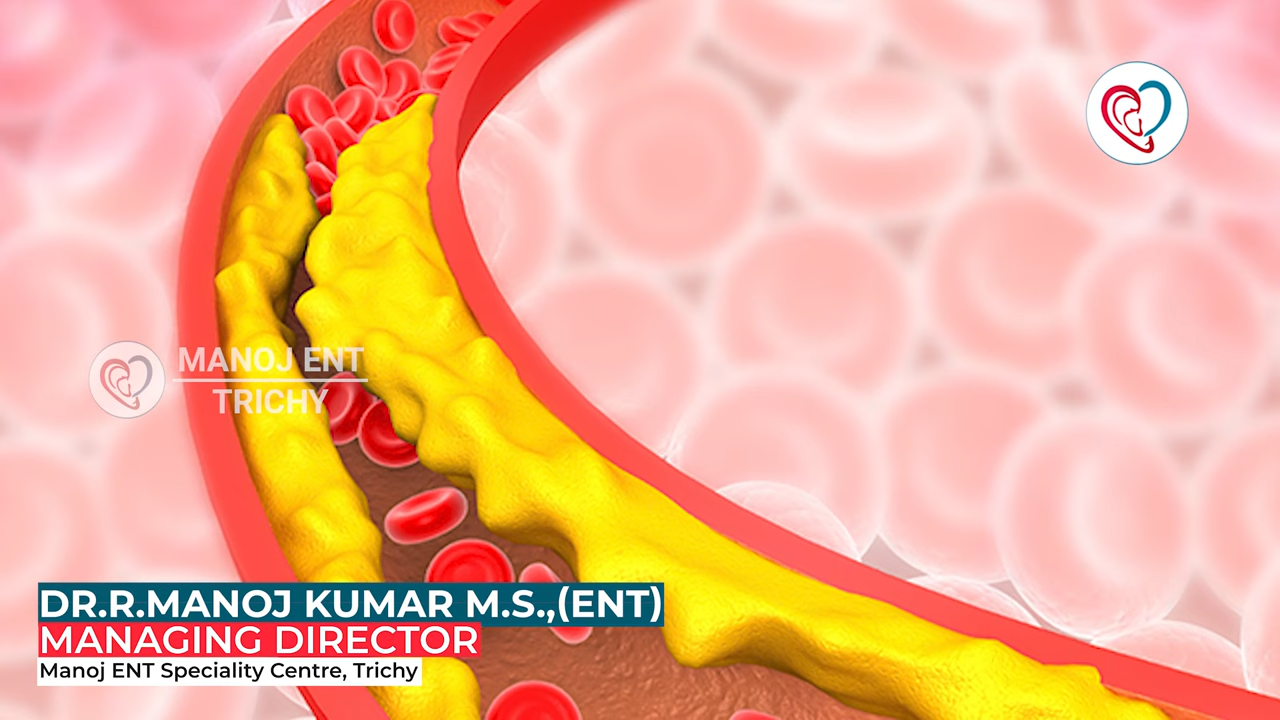 MANOJ ENT
TRICHY
DR.R.MANOJ KUMAR M.S.,(ENT)
MANAGING DIRECTOR
Manoj ENT Speciality Centre, Trichy